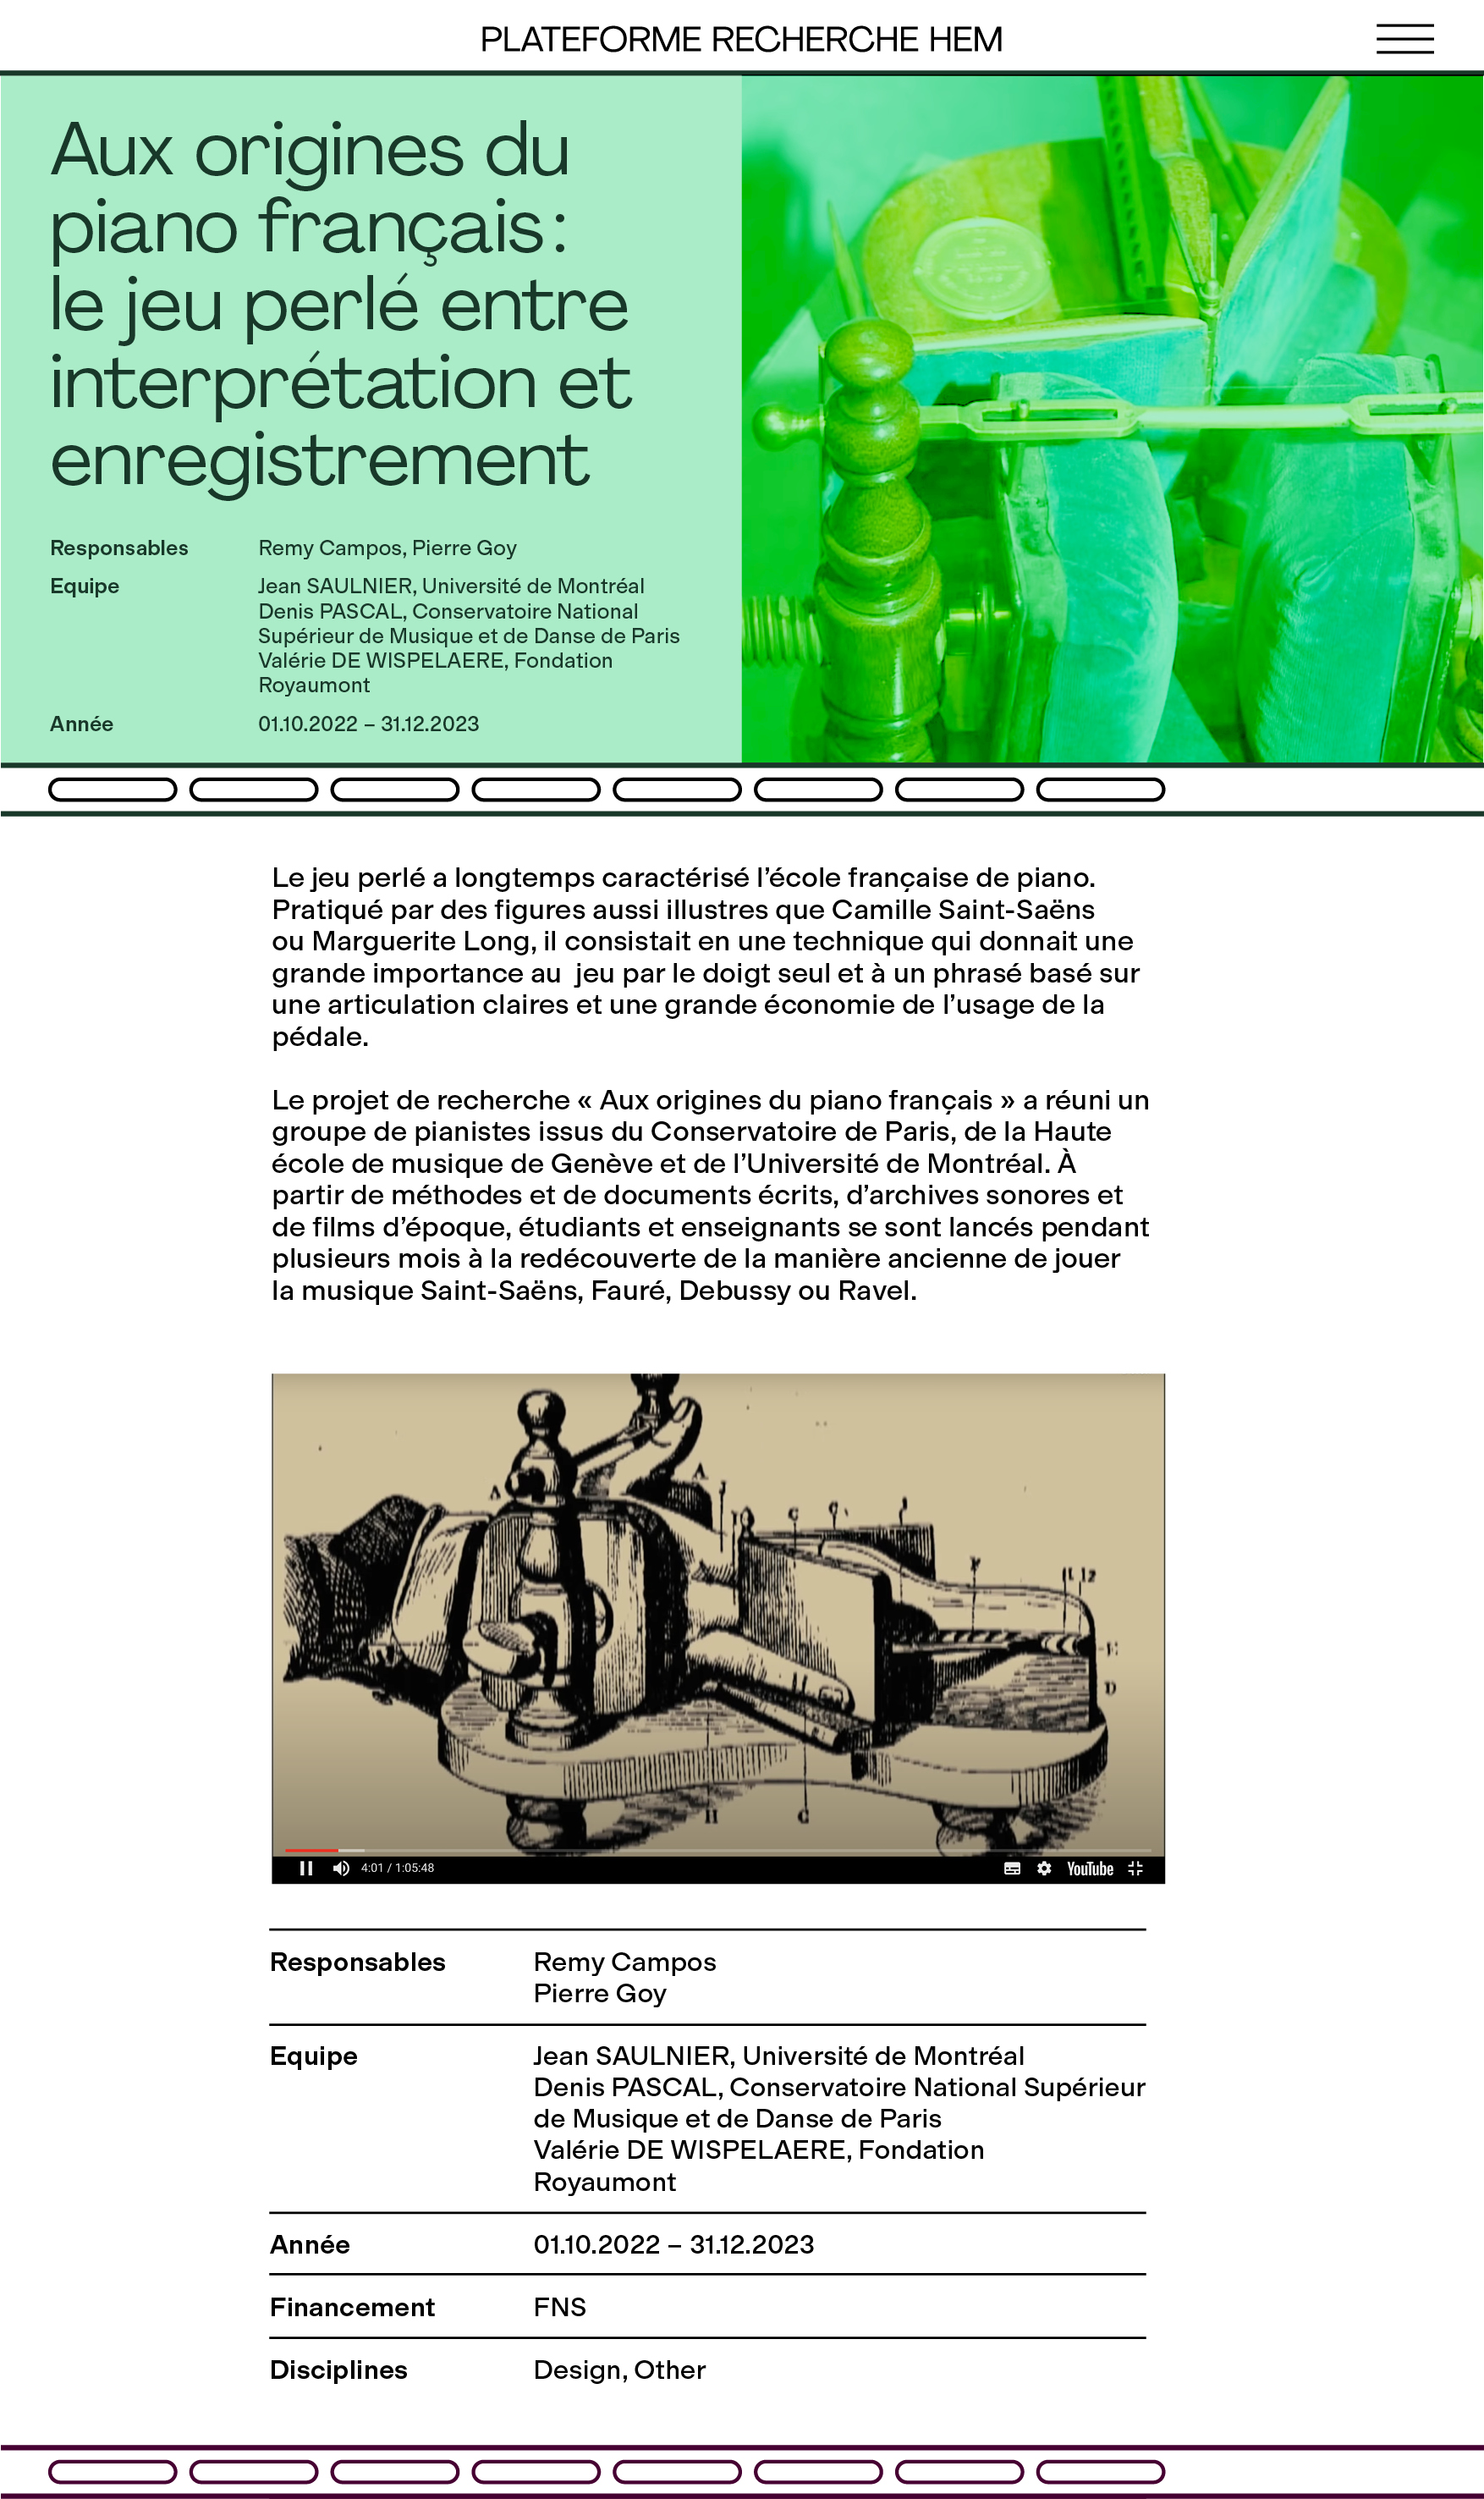 PLATEFORME RECHERCHE HEM
Aux origines du
piano français :
le jeu perlé entre
interprétation et
enregistrement
Responsables Remy Campos, Pierre Goy
Equipe Jean SAULNIER, Université de Montréal
Denis PASCAL, Conservatoire National
Supérieur de Musique et de Danse de Paris
Valérie DE WISPELAERE, Fondation
Royaumont
Année 01.10.2022 – 31.12.2023
Le jeu perlé a longtemps caractérisé l’école française de piano.
Pratiqué par des figures aussi illustres que Camille Saint-Saëns
ou Marguerite Long, il consistait en une technique qui donnait une
grande importance au  jeu par le doigt seul et à un phrasé basé sur
une articulation claires et une grande économie de l’usage de la
pédale.
Le projet de recherche « Aux origines du piano français » a réuni un
groupe de pianistes issus du Conservatoire de Paris, de la Haute
école de musique de Genève et de l’Université de Montréal. À
partir de méthodes et de documents écrits, d’archives sonores et
de films d’époque, étudiants et enseignants se sont lancés pendant
plusieurs mois à la redécouverte de la manière ancienne de jouer
la musique Saint-Saëns, Fauré, Debussy ou Ravel.
A
A
J
G
G
F
D
H
G
4:01 / 1:05:48
YouTube
Responsables Remy Campos
Pierre Goy
Equipe Jean SAULNIER, Université de Montréal
Denis PASCAL, Conservatoire National Supérieur
de Musique et de Danse de Paris
Valérie DE WISPELAERE, Fondation
Royaumont
Année 01.10.2022 – 31.12.2023
Financement FNS
Disciplines Design, Other